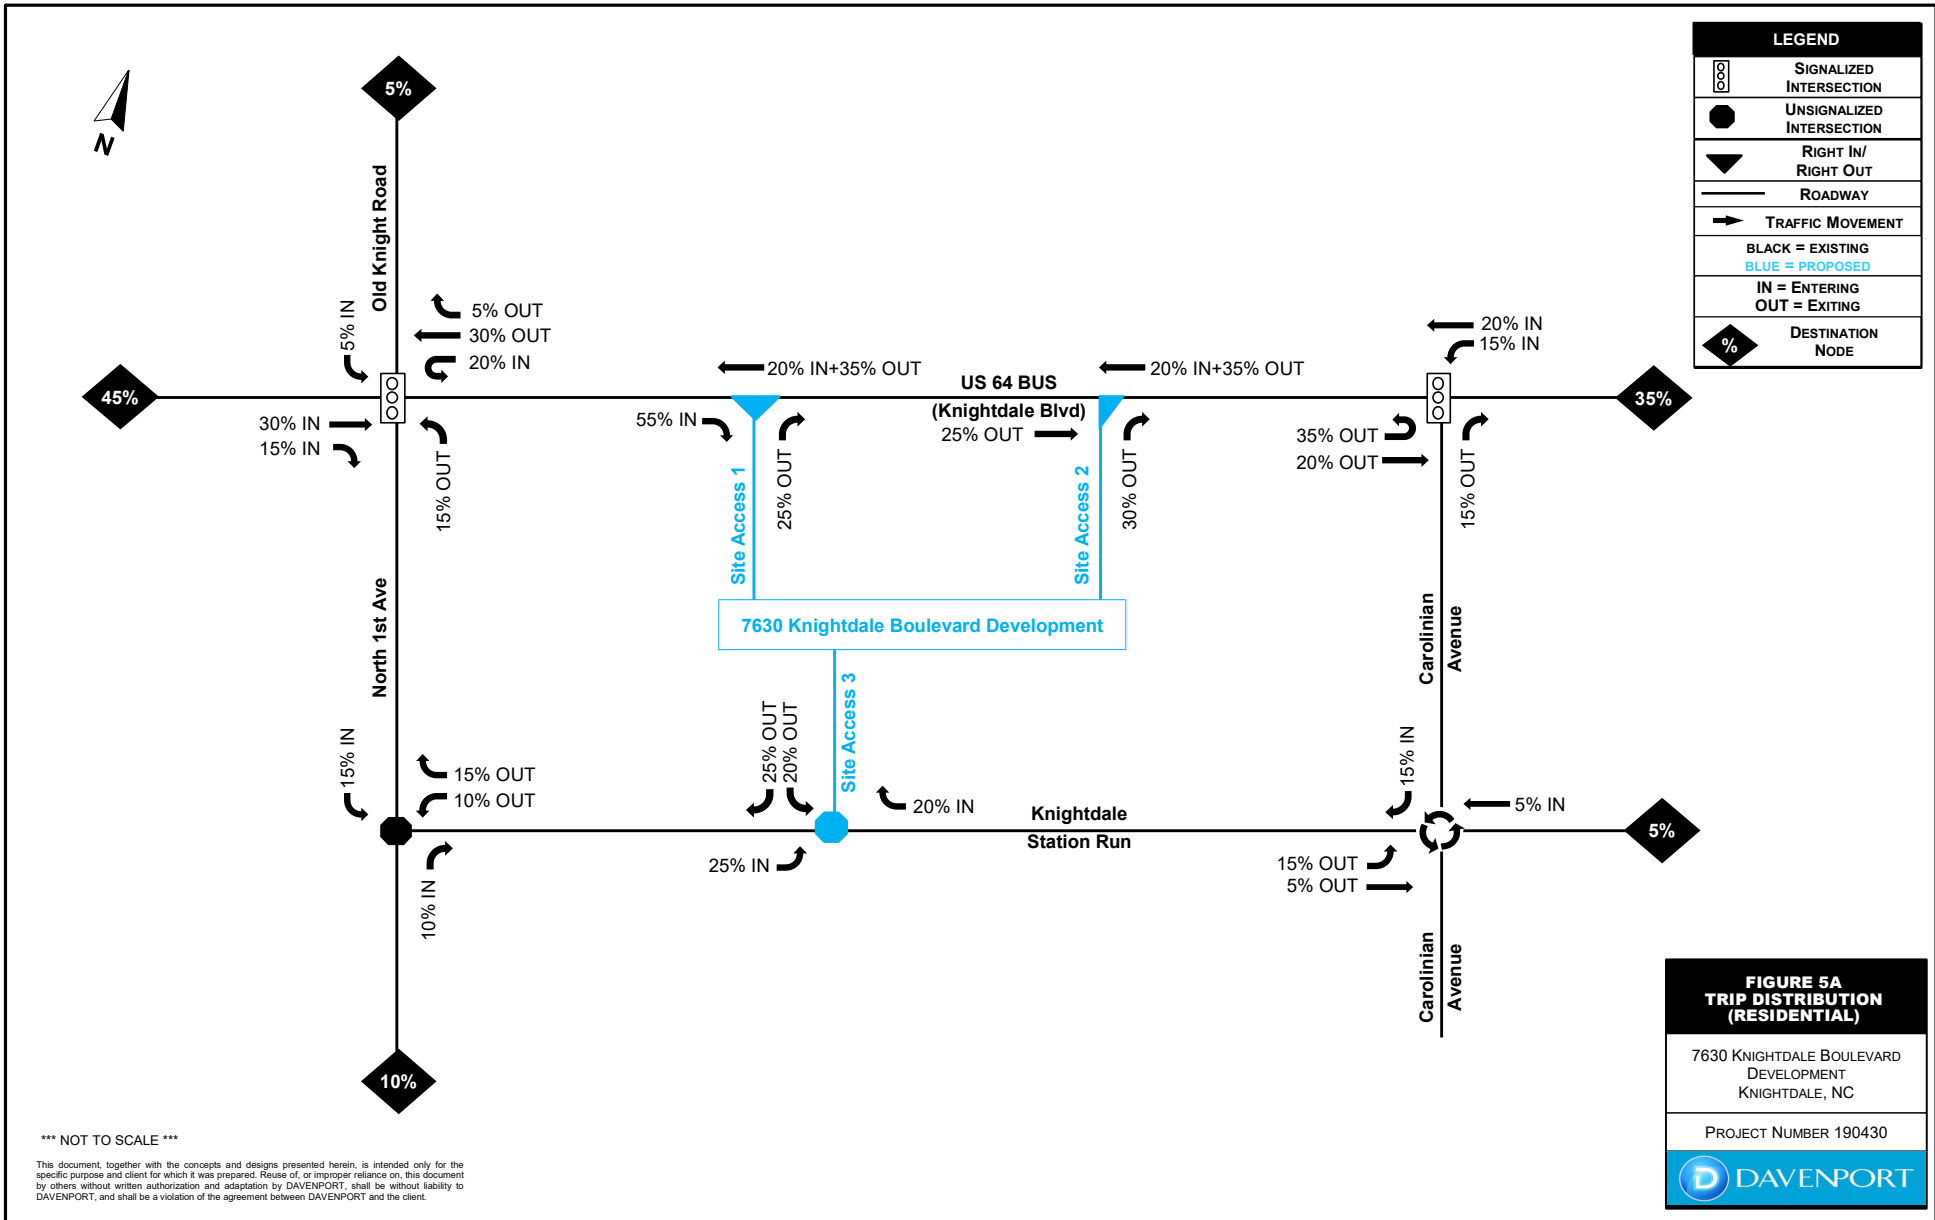 N
5%
Old Knight Road
5% IN
5% OUT
30% OUT
20% IN
45%
30% IN
15% IN
15% OUT
20% IN+35% OUT
20% IN+35% OUT
US 64 BUS
(Knightdale Blvd)
55% IN
25% OUT
25% OUT
30% OUT
Site Access 1
Site Access 2
20% IN
15% IN
35% OUT
20% OUT
15% OUT
35%
7630 Knightdale Boulevard Development
North 1st Ave
Carolinian
Avenue
15% IN
15% OUT
10% OUT
10% IN
25% OUT
20% OUT
Site Access 3
20% IN
25% IN
Knightdale
Station Run
15% IN
5% IN
15% OUT
5% OUT
5%
Carolinian
Avenue
10%
LEGEND
SIGNALIZED
INTERSECTION
UNSIGNALIZED
INTERSECTION
RIGHT IN/
RIGHT OUT
ROADWAY
TRAFFIC MOVEMENT
BLACK = EXISTING
BLUE = PROPOSED
IN = ENTERING
OUT = EXITING
%
DESTINATION
NODE
FIGURE 5A
TRIP DISTRIBUTION
(RESIDENTIAL)
7630 KNIGHTDALE BOULEVARD
DEVELOPMENT
KNIGHTDALE, NC
PROJECT NUMBER 190430
D DAVENPORT
*** NOT TO SCALE ***
This document, together with the concepts and designs presented herein, is intended only for the
specific purpose and client for which it was prepared. Reuse of, or improper reliance on, this document
by others without written authorization and adaptation by DAVENPORT, shall be without liability to
DAVENPORT, and shall be a violation of the agreement between DAVENPORT and the client.